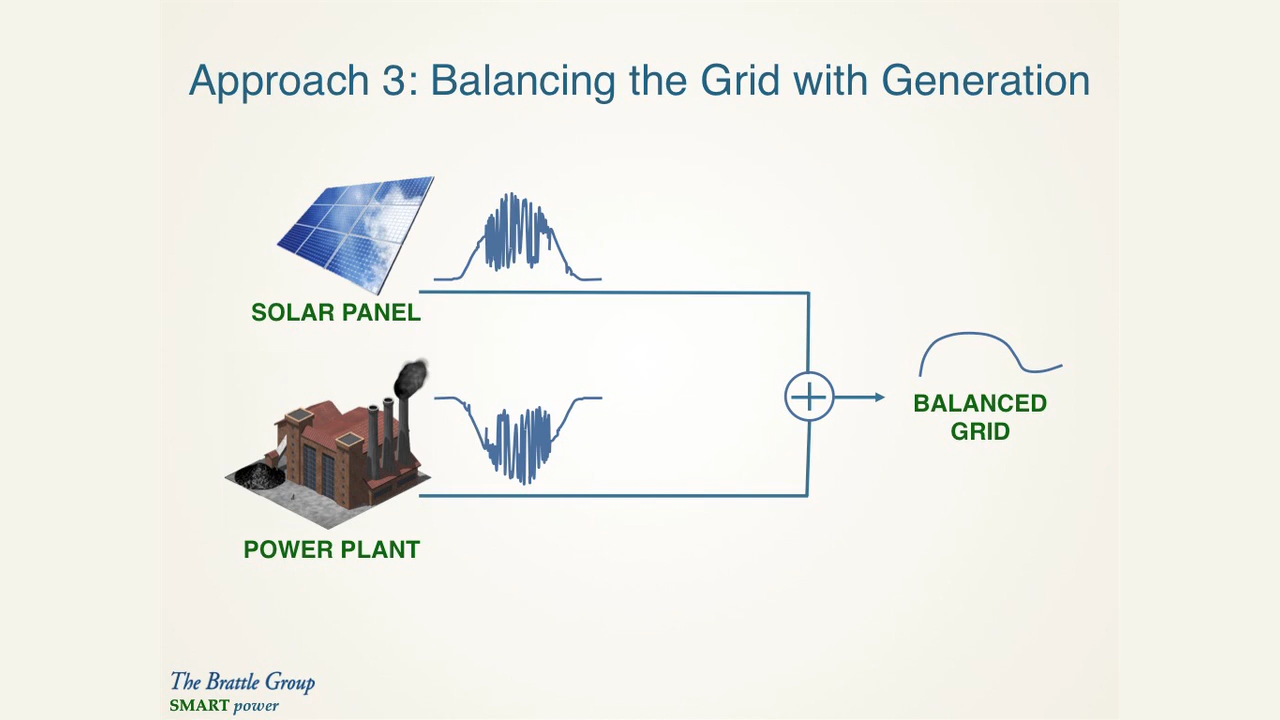 Approach 3: Balancing the Grid with Generation
SOLAR PANEL
BALANCED
GRID
POWER PLANT
The Brattle Group
SMART power